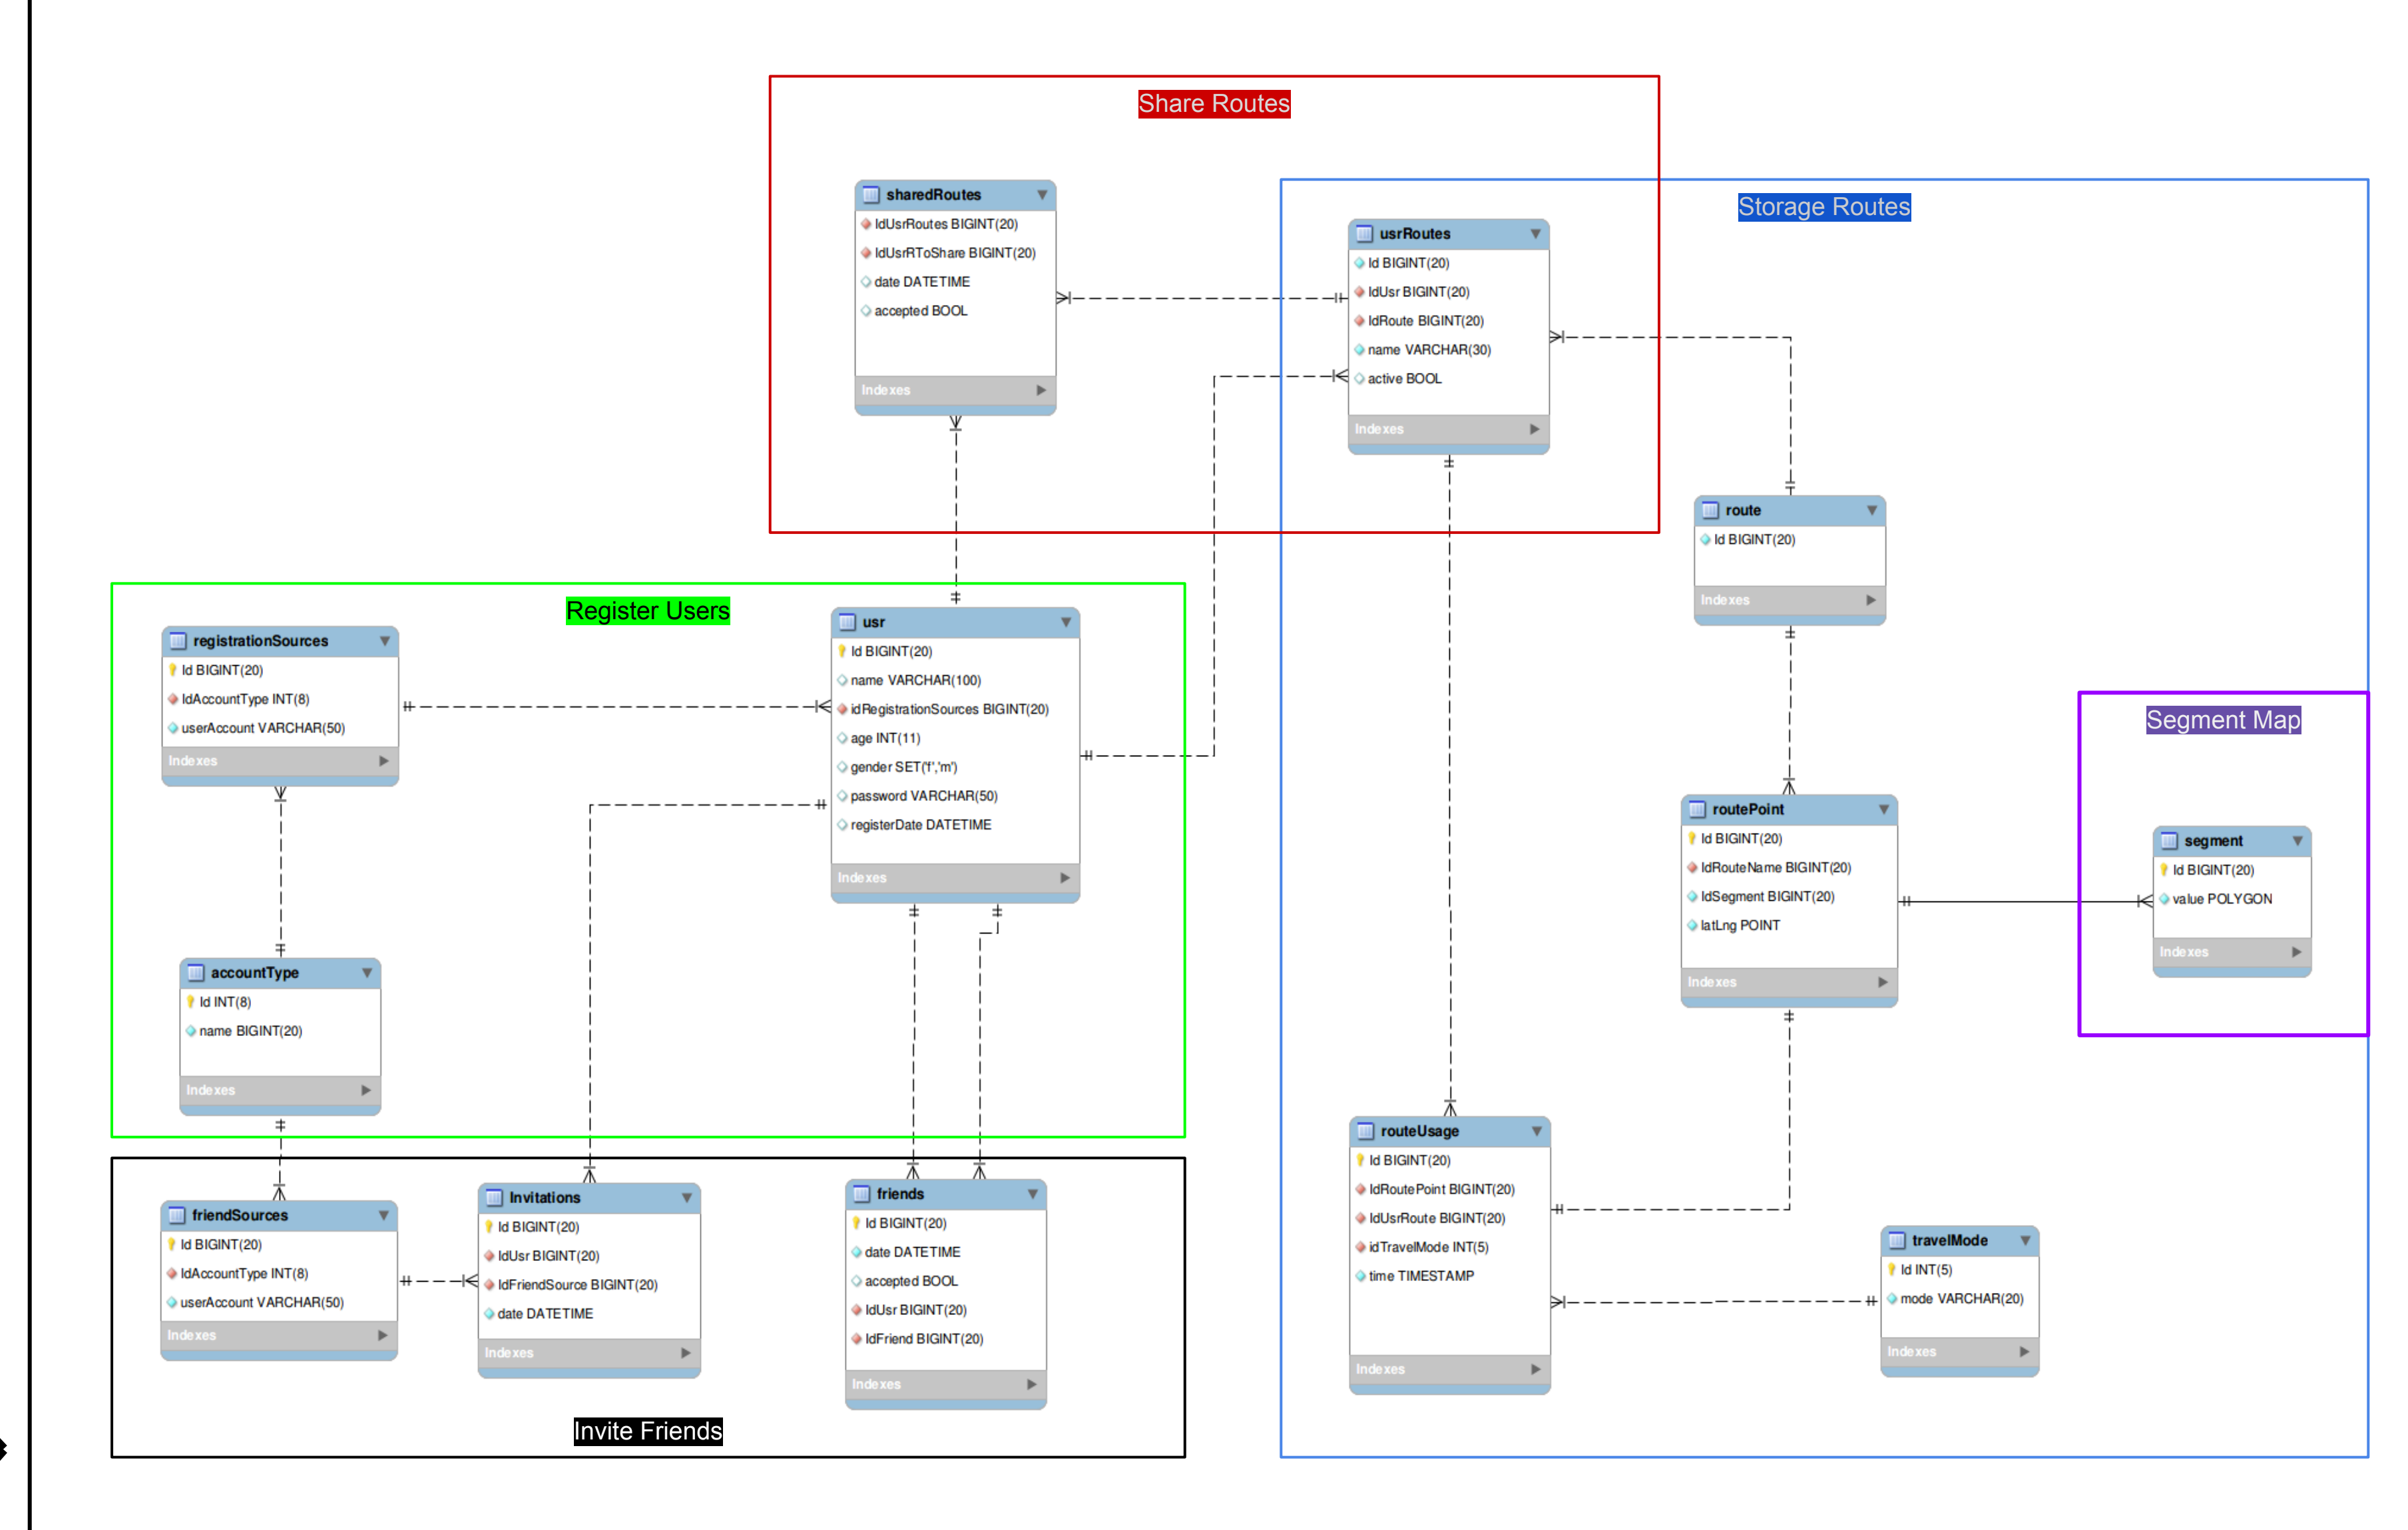 Share Routes
sharedRoutes
IdUsrRoutes BIGINT(20)
IdUsrRToShare BIGINT(20)
date DATETIME
accepted BOOL
Indexes
Storage Routes
usrRoutes
Id BIGINT(20)
IdUsr BIGINT(20)
IdRoute BIGINT(20)
name VARCHAR(30)
active BOOL
Indexes
route
Id BIGINT(20)
Indexes
Register Users
registrationSources
Id BIGINT(20)
IdAccountType INT(8)
userAccount VARCHAR(50)
Indexes
usr
Id BIGINT(20)
name VARCHAR(100)
idRegistrationSources BIGINT(20)
age INT(11)
gender SET('f','m')
password VARCHAR(50)
registerDate DATETIME
Indexes
accountType
Id INT(8)
name BIGINT(20)
Indexes
Segment Map
routePoint
Id BIGINT(20)
IdRouteName BIGINT(20)
IdSegment BIGINT(20)
latLng POINT
Indexes
segment
Id BIGINT(20)
value POLYGON
Indexes
friendSources
Id BIGINT(20)
IdAccountType INT(8)
userAccount VARCHAR(50)
Indexes
Invitations
Id BIGINT(20)
IdUsr BIGINT(20)
IdFriendSource BIGINT(20)
date DATETIME
Indexes
friends
Id BIGINT(20)
date DATETIME
accepted BOOL
IdUsr BIGINT(20)
IdFriend BIGINT(20)
Indexes
Invite Friends
routeUsage
Id BIGINT(20)
IdRoutePoint BIGINT(20)
IdUsrRoute BIGINT(20)
idTravelMode INT(5)
time TIMESTAMP
Indexes
travelMode
Id INT(5)
mode VARCHAR(20)
Indexes